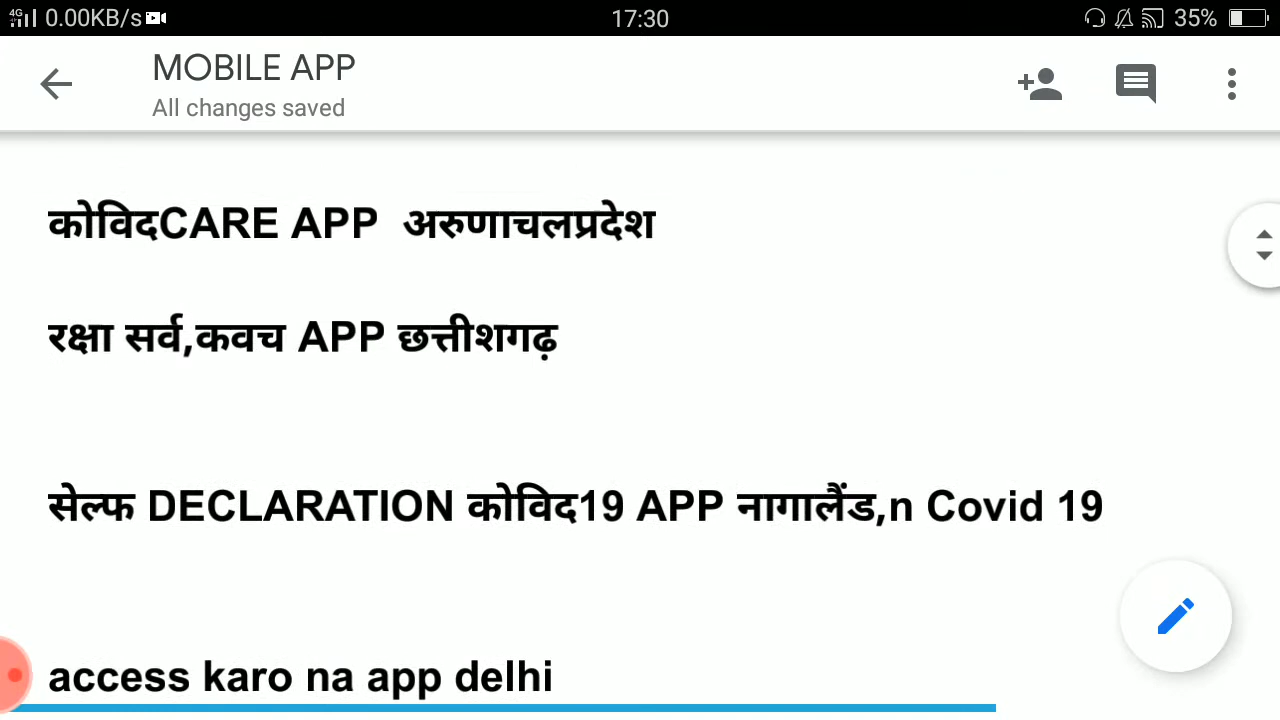 4G 0.00KB/s 17:30 35%
MOBILE APP
All changes saved
कोविदCARE APP अरुणाचलप्रदेश
रक्षा सर्व,कवच APP छत्तीशगढ़
सेल्फ DECLARATION कोविद19 APP नागालैंड,n Covid 19
access karo na app delhi